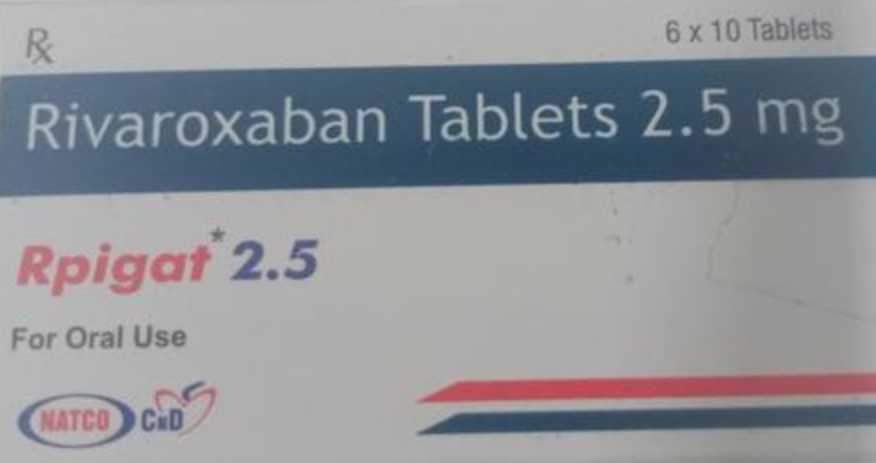 Rx
6 x 10 Tablets
Rivaroxaban Tablets 2.5 mg
Rpigat* 2.5
For Oral Use
NATCO CnD